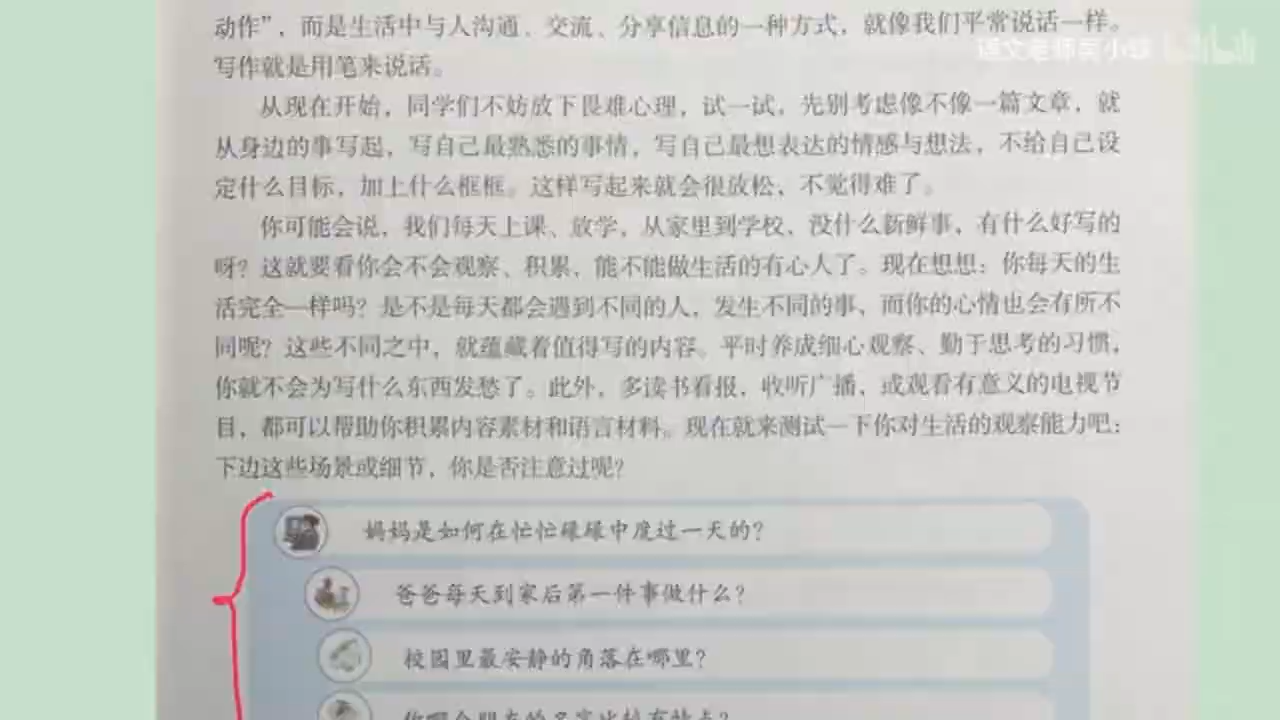 动作”，而是生活中与人沟通、交流、分享信息的一种方式，就像我们平常说话一样。
写作就是用笔来说话。
从现在开始，同学们不妨放下畏难心理，试一试，先别考虑像不像一篇文章，就
从身边的事写起，写自己最熟悉的事情，写自己最想表达的情感与想法，不给自己设
定什么目标，加上什么框框。这样写起来就会很放松，不觉得难了。
你可能会说，我们每天上课、放学，从家里到学校，没什么新鲜事，有什么好写的
呀？这就要看你会不会观察、积累，能不能做生活的有心人了。现在想想：你每天的生
活完全一样吗？是不是每天都会遇到不同的人，发生不同的事，而你的心情也会有所不
同呢？这些不同之中，就蕴藏着值得写的内容。平时养成细心观察、勤于思考的习惯，
你就不会为写什么东西发愁了。此外，多读书看报，收听广播，或观看有意义的电视节
目，都可以帮助你积累内容素材和语言材料。现在就来测试一下你对生活的观察能力吧：
下边这些场景或细节，你是否注意过呢？
妈妈是如何在忙忙碌碌中度过一天的？
爸爸每天到家后第一件事做什么？
校园里最安静的角落在哪里？